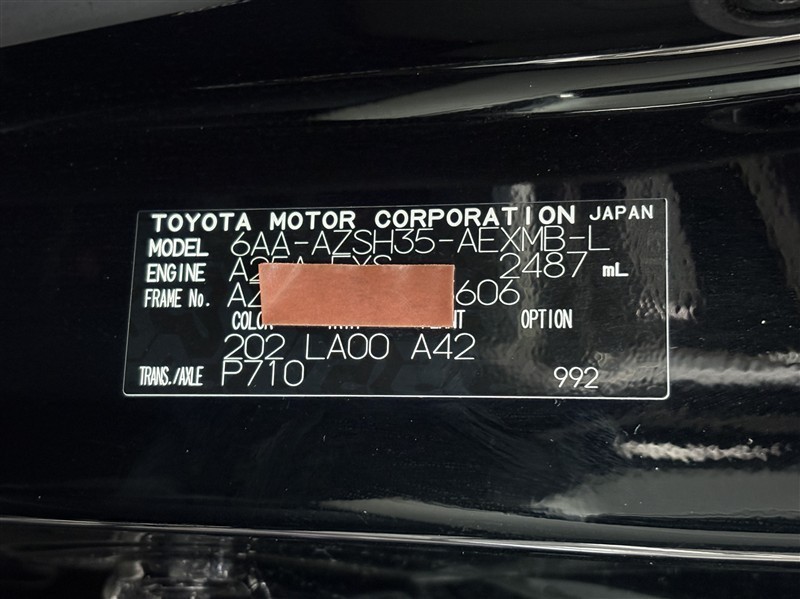 TOYOTA MOTOR CORPORATION JAPAN
MODEL 6AA-AZSH35-AEXMB-L
ENGINE 2487 mL
FRAME No. AZ 606
COLOR OPTION
202 LA00 A42
TRANS./AXLE P710 992